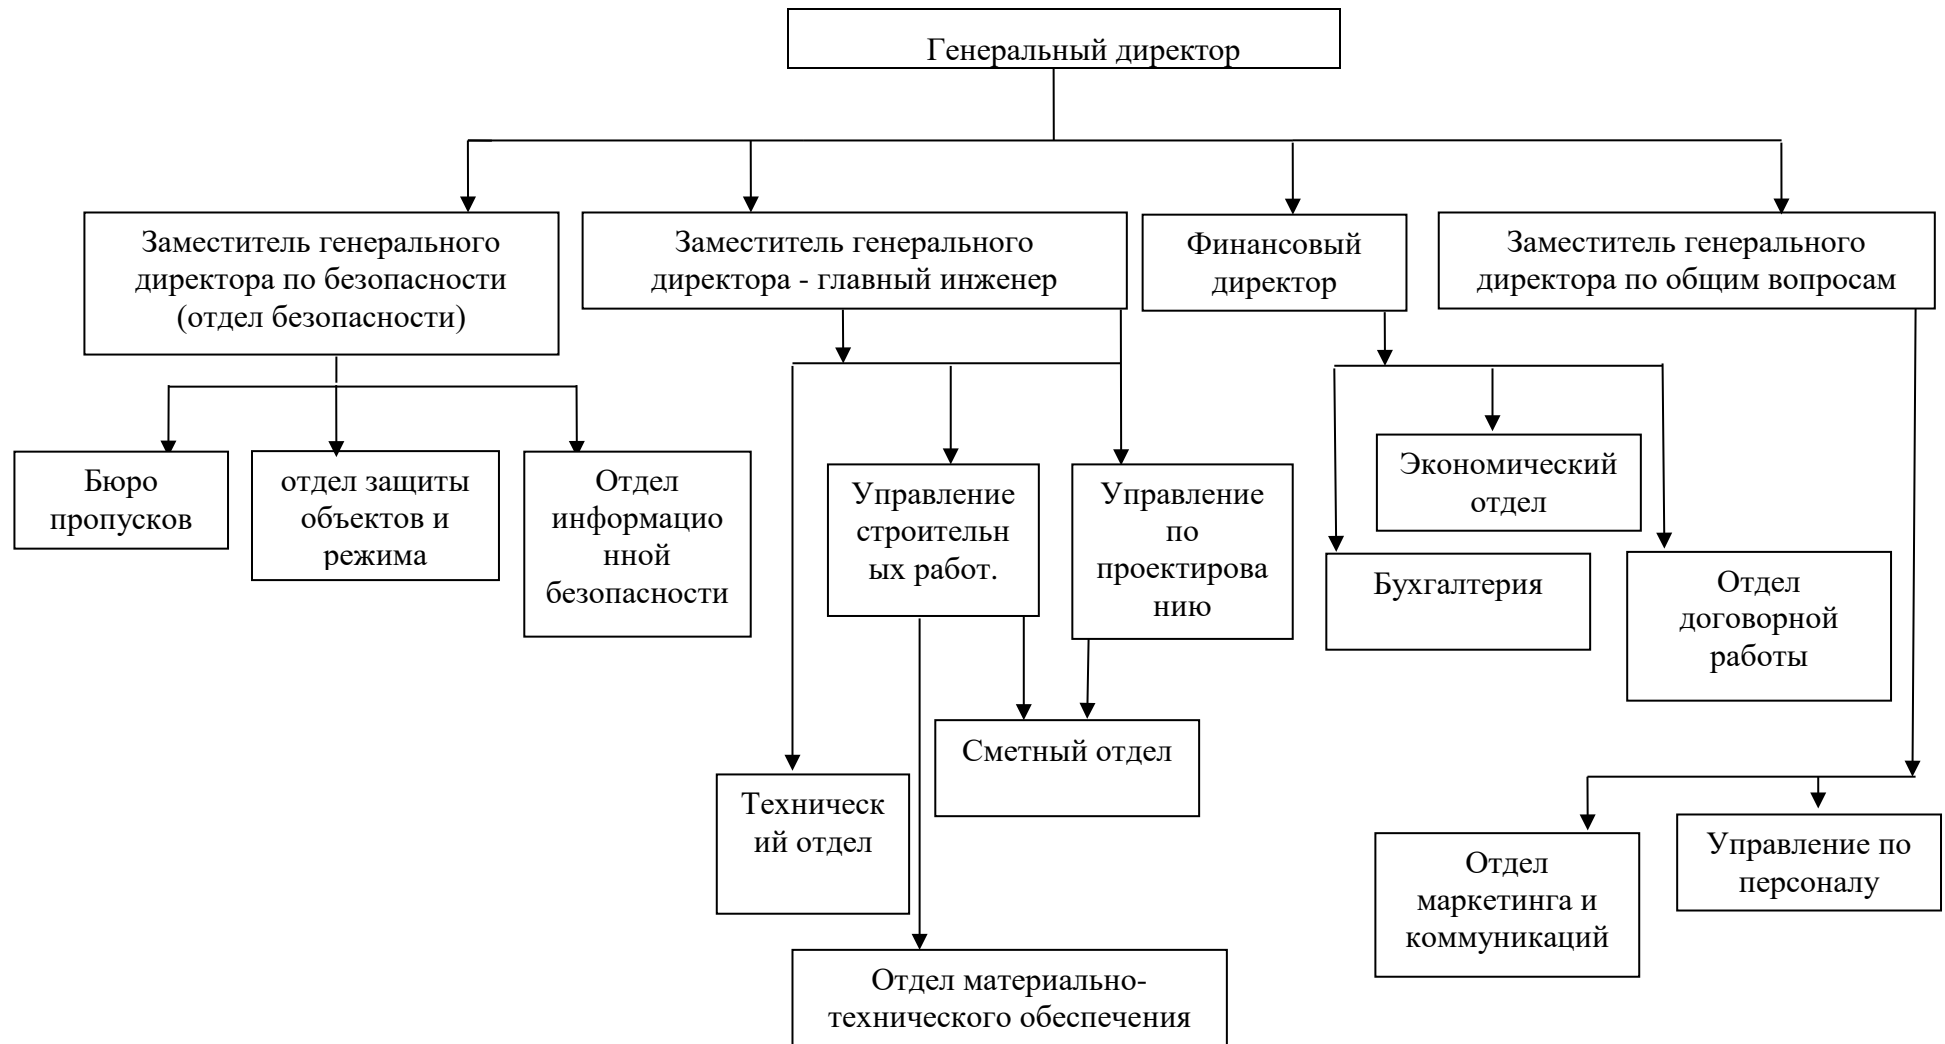 Генеральный директор
Заместитель генерального
директора по безопасности
(отдел безопасности)
Заместитель генерального
директора - главный инженер
Финансовый
директор
Заместитель генерального
директора по общим вопросам
Бюро
пропусков
отдел защиты
объектов и
режима
Отдел
информацио
нной
безопасности
Управление
строительн
ых работ.
Управление
по
проектирова
нию
Экономический
отдел
Бухгалтерия
Отдел
договорной
работы
Сметный отдел
Техническ
ий отдел
Отдел
маркетинга и
коммуникаций
Управление по
персоналу
Отдел материально-
технического обеспечения